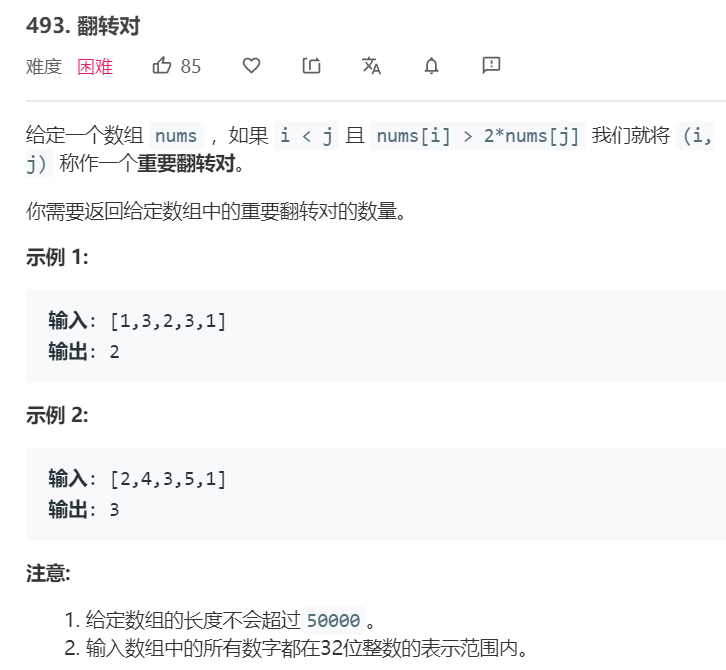 493. 翻转对
难度 困难 85
给定一个数组 nums ，如果 i < j 且 nums[i] > 2*nums[j] 我们就将 (i,
j) 称作一个重要翻转对。
你需要返回给定数组中的重要翻转对的数量。
示例 1:
输入: [1,3,2,3,1]
输出: 2
示例 2:
输入: [2,4,3,5,1]
输出: 3
注意:
1. 给定数组的长度不会超过50000。
2. 输入数组中的所有数字都在32位整数的表示范围内。